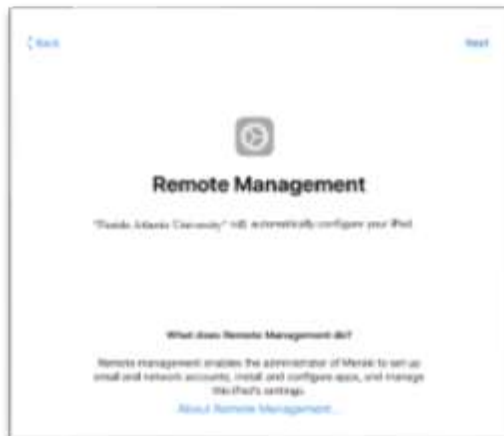 Back
Next
Remote Management
"Florida Atlantic University" will automatically configure your iPad.
What does Remote Management do?
Remote management enables the administrator of Meraki to set up
email and network accounts, install and configure apps, and manage
this iPad's settings.
About Remote Management...